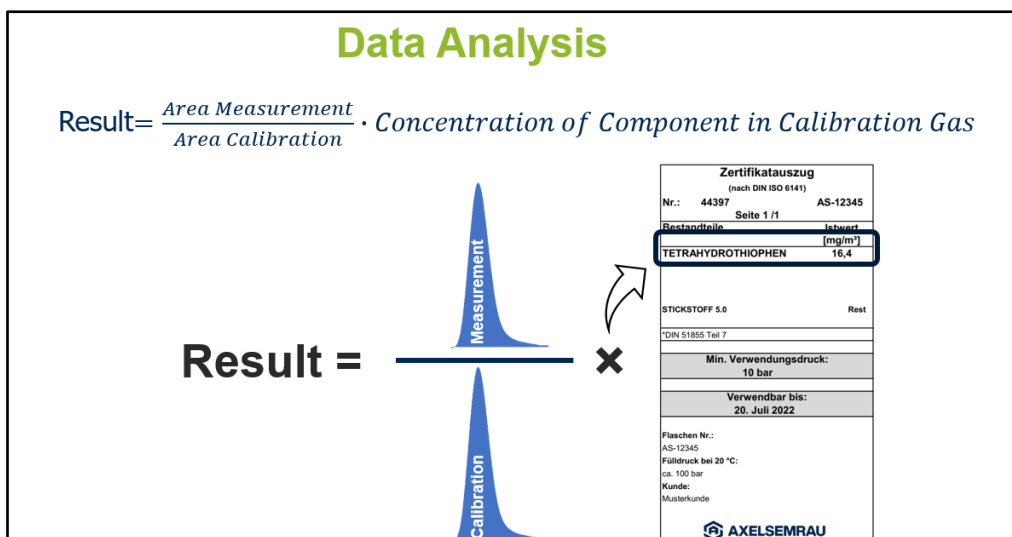 Data Analysis
Result= Area Measurement / Area Calibration · Concentration of Component in Calibration Gas
Zertifikatauszug
(nach DIN ISO 6141)
Nr.: 44397 AS-12345
Seite 1 /1
Bestandteile Istwert
[mg/m³]
TETRAHYDROTHIOPHEN 16,4
STICKSTOFF 5.0 Rest
*DIN 51855 Teil 7
Min. Verwendungsdruck:
10 bar
Verwendbar bis:
20. Juli 2022
Flaschen Nr.:
AS-12345
Fülldruck bei 20 °C:
ca. 100 bar
Kunde:
Musterkunde
AXELSEMRAU
Measurement
Result = ×
Calibration